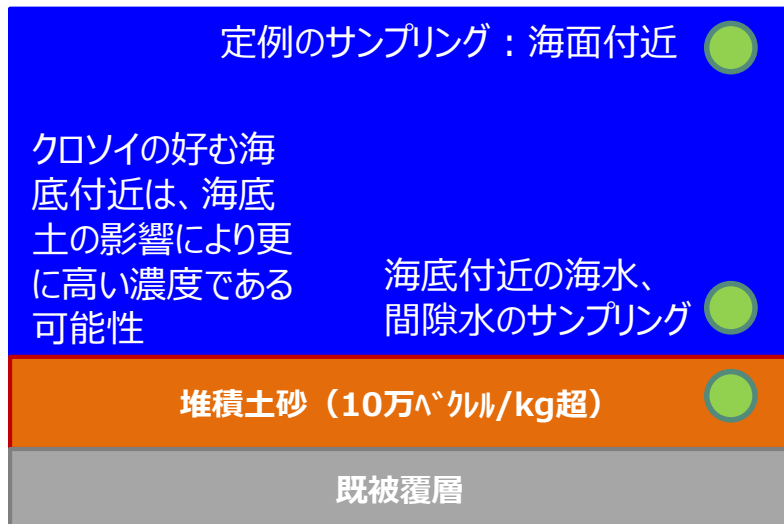 定例のサンプリング：海面付近
クロソイの好む海
底付近は、海底
土の影響により更
に高い濃度である
可能性
海底付近の海水、
間隙水のサンプリング
堆積土砂（10万ﾍﾞｸﾚﾙ/kg超）
既被覆層